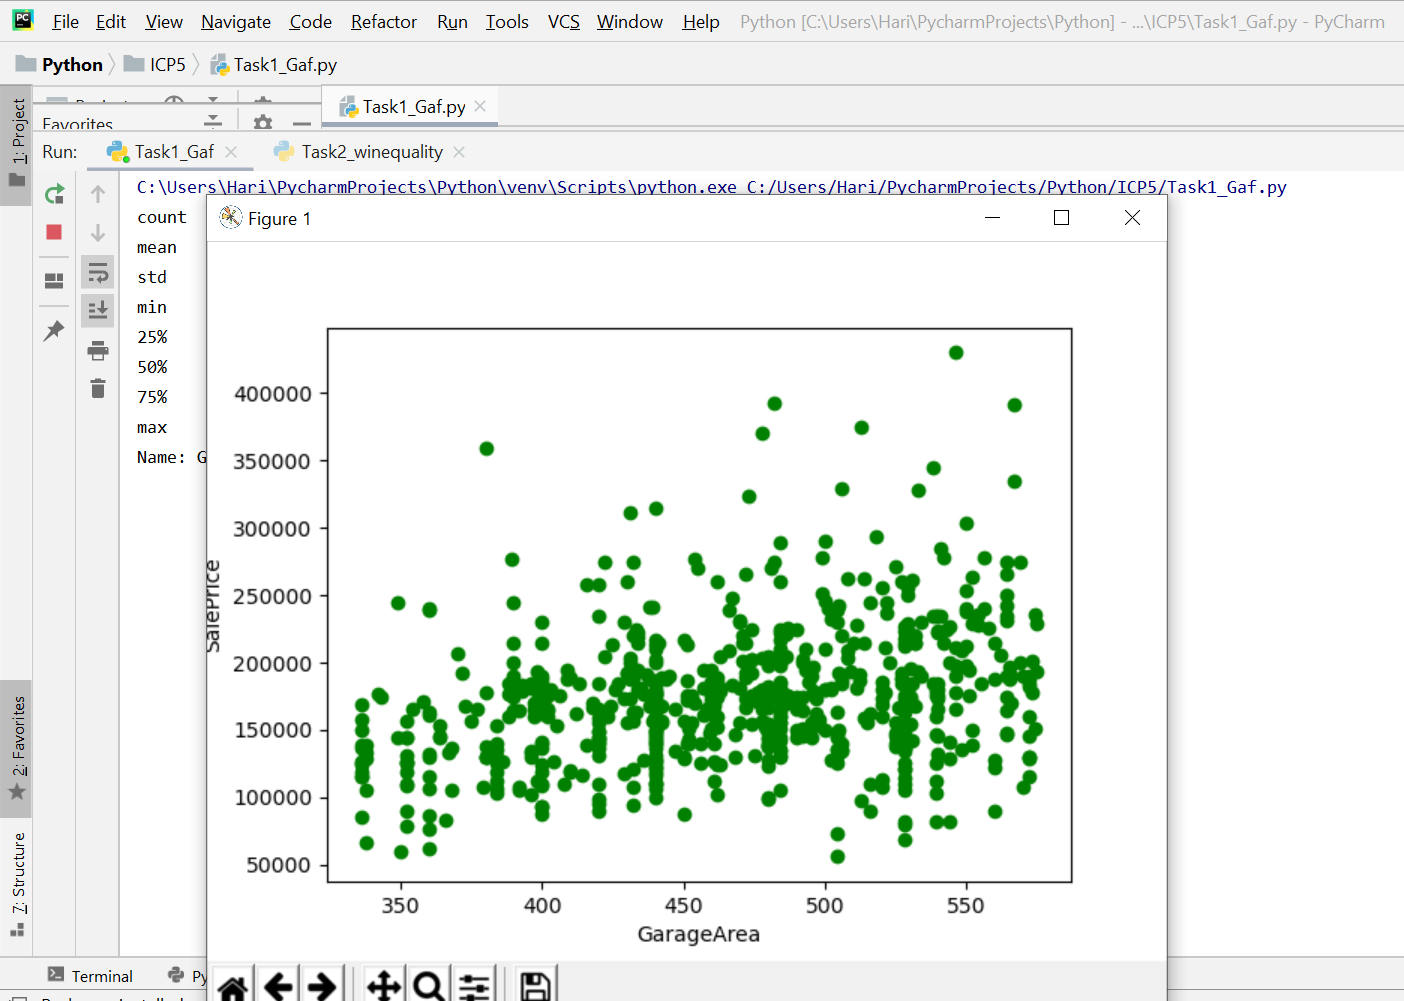 PC File Edit View Navigate Code Refactor Run Tools VCS Window Help Python [C:\Users\Hari\PycharmProjects\Python] - ...\ICP5\Task1_Gaf.py - PyCharm
Python ICP5 Task1_Gaf.py
Task1_Gaf.py
Favorites
1: Project
Run: Task1_Gaf Task2_winequality
C:\Users\Hari\PycharmProjects\Python\venv\Scripts\python.exe C:/Users/Hari/PycharmProjects/Python/ICP5/Task1_Gaf.py
count
mean
std
min
25%
50%
75%
max
Name: G
Figure 1
400000
350000
300000
250000
200000
150000
100000
50000
SalePrice
350 400 450 500 550
GarageArea
2: Favorites
7: Structure
Terminal Py